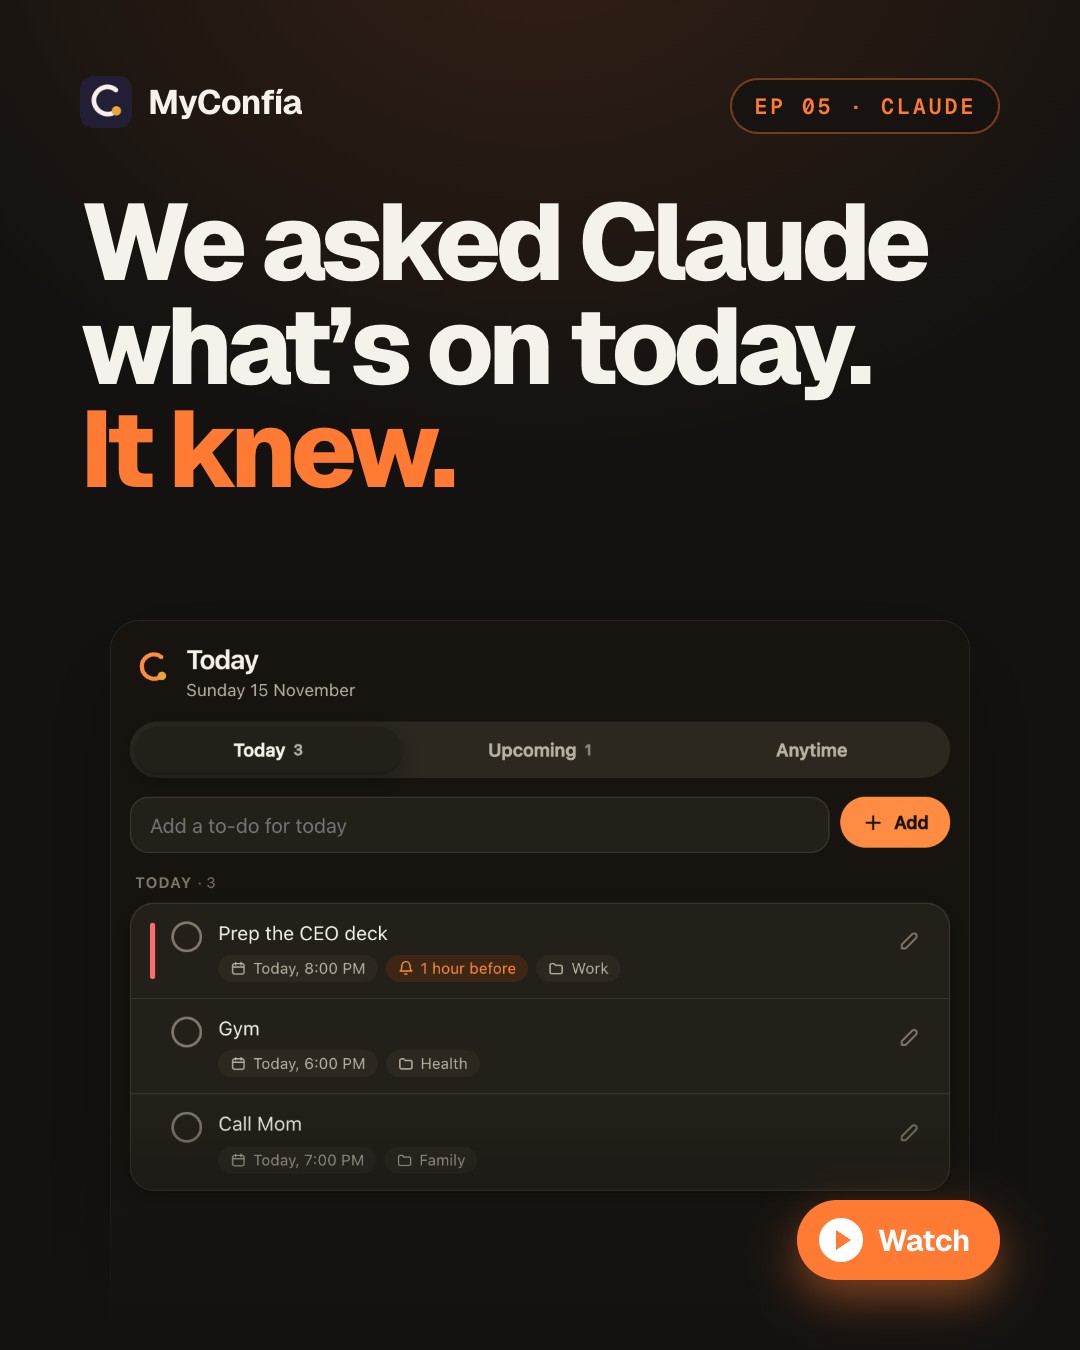 MyConfía
EP 05 · CLAUDE
We asked Claude
what’s on today.
It knew.
Today
Sunday 15 November
Today 3
Upcoming 1
Anytime
Add a to-do for today
+ Add
TODAY · 3
Prep the CEO deck
Today, 8:00 PM
1 hour before
Work
Gym
Today, 6:00 PM
Health
Call Mom
Today, 7:00 PM
Family
Watch